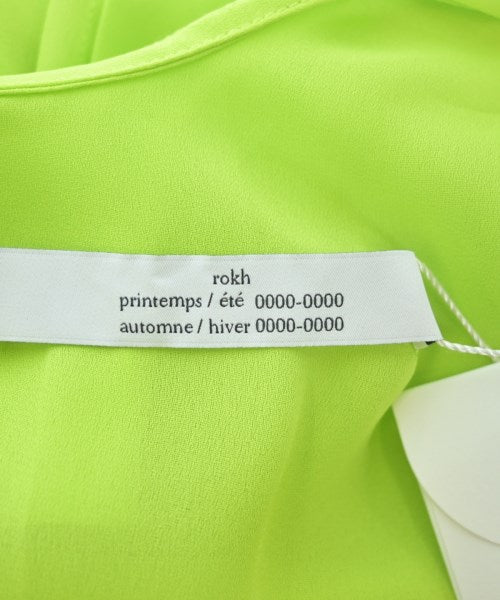 rokh
printemps / été 0000-0000
automne / hiver 0000-0000